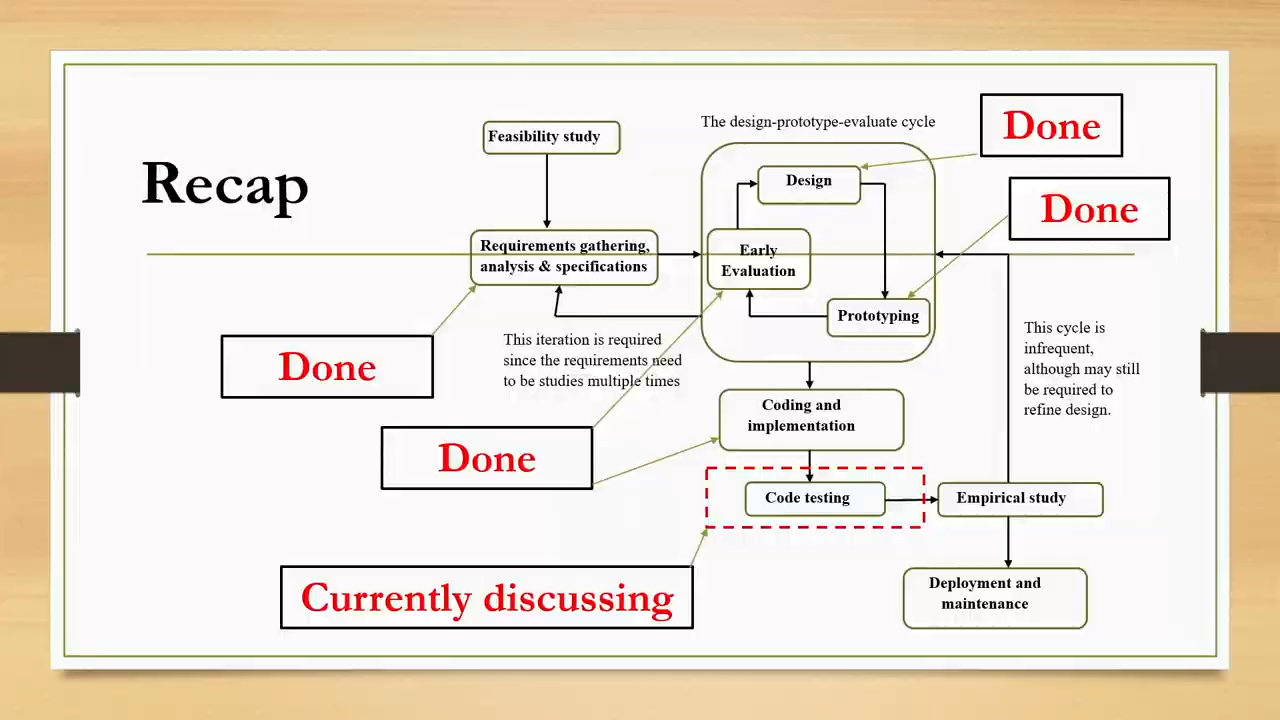 Recap
Feasibility study
Requirements gathering,
analysis & specifications
Done
This iteration is required
since the requirements need
to be studies multiple times
Done
Currently discussing
The design-prototype-evaluate cycle
Design
Early
Evaluation
Prototyping
Done
Done
Coding and
implementation
Code testing
Empirical study
This cycle is
infrequent,
although may still
be required to
refine design.
Deployment and
maintenance